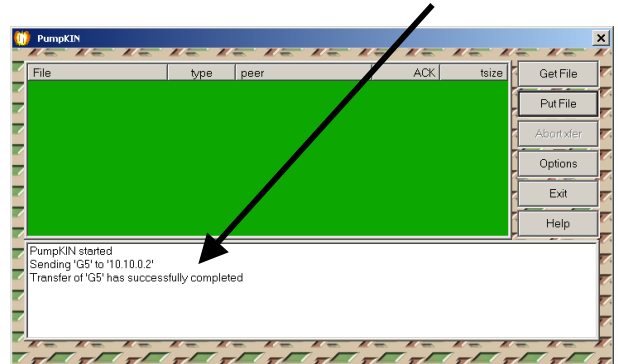 PumpKIN
File type peer ACK tsize
Get File
Put File
Abort xfer
Options
Exit
Help
PumpKIN started
Sending 'G5' to '10.10.0.2'
Transfer of 'G5' has successfully completed